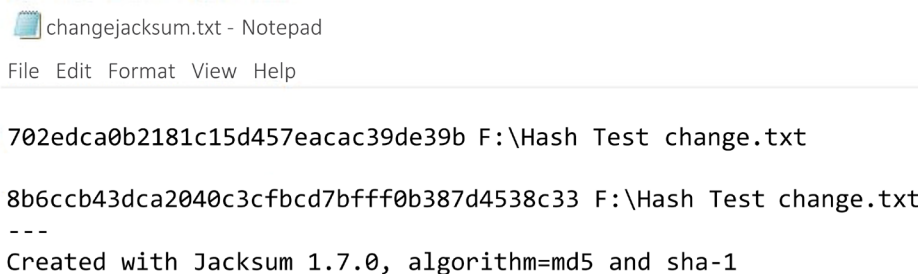 changejacksum.txt - Notepad
File Edit Format View Help
702edca0b2181c15d457eacac39de39b F:\Hash Test change.txt
8b6ccb43dca2040c3cfbcd7bfff0b387d4538c33 F:\Hash Test change.txt
---
Created with Jacksum 1.7.0, algorithm=md5 and sha-1